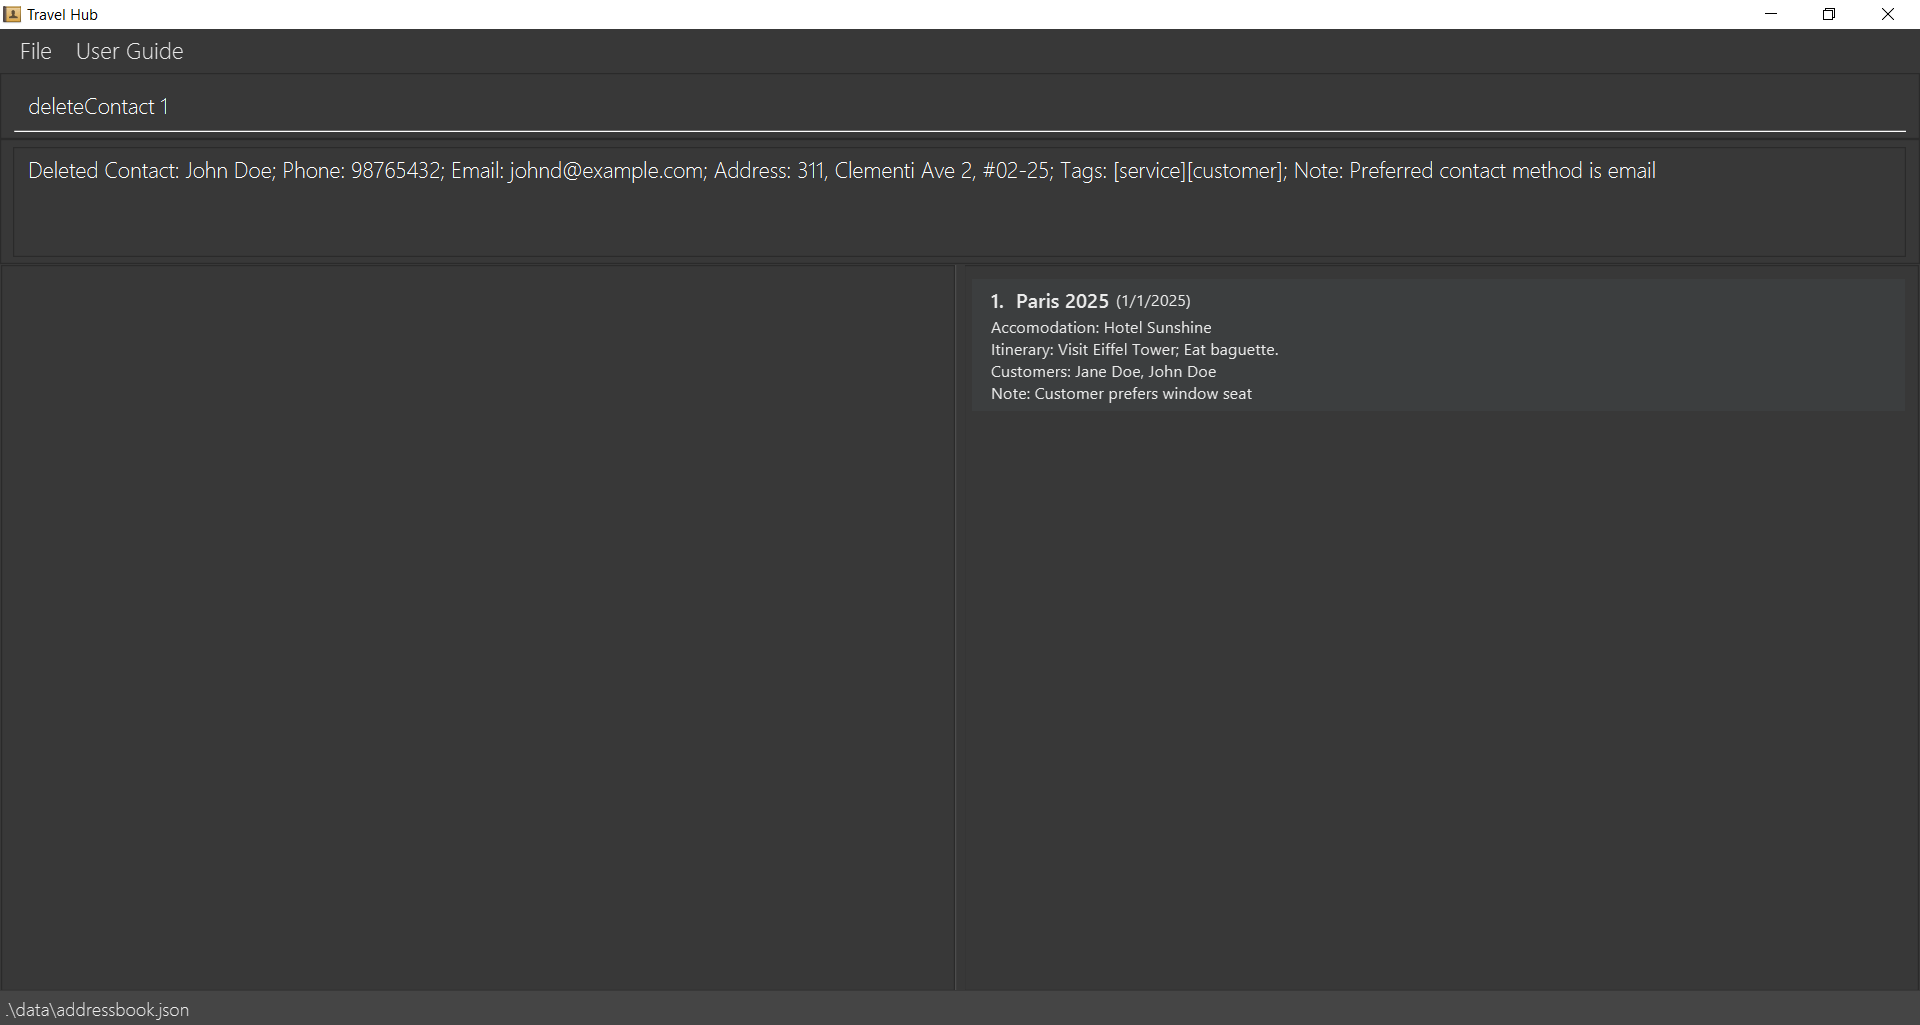 Travel Hub
File User Guide
deleteContact 1
Deleted Contact: John Doe; Phone: 98765432; Email: johnd@example.com; Address: 311, Clementi Ave 2, #02-25; Tags: [service][customer]; Note: Preferred contact method is email
1. Paris 2025 (1/1/2025)
Accomodation: Hotel Sunshine
Itinerary: Visit Eiffel Tower; Eat baguette.
Customers: Jane Doe, John Doe
Note: Customer prefers window seat
.\data\addressbook.json